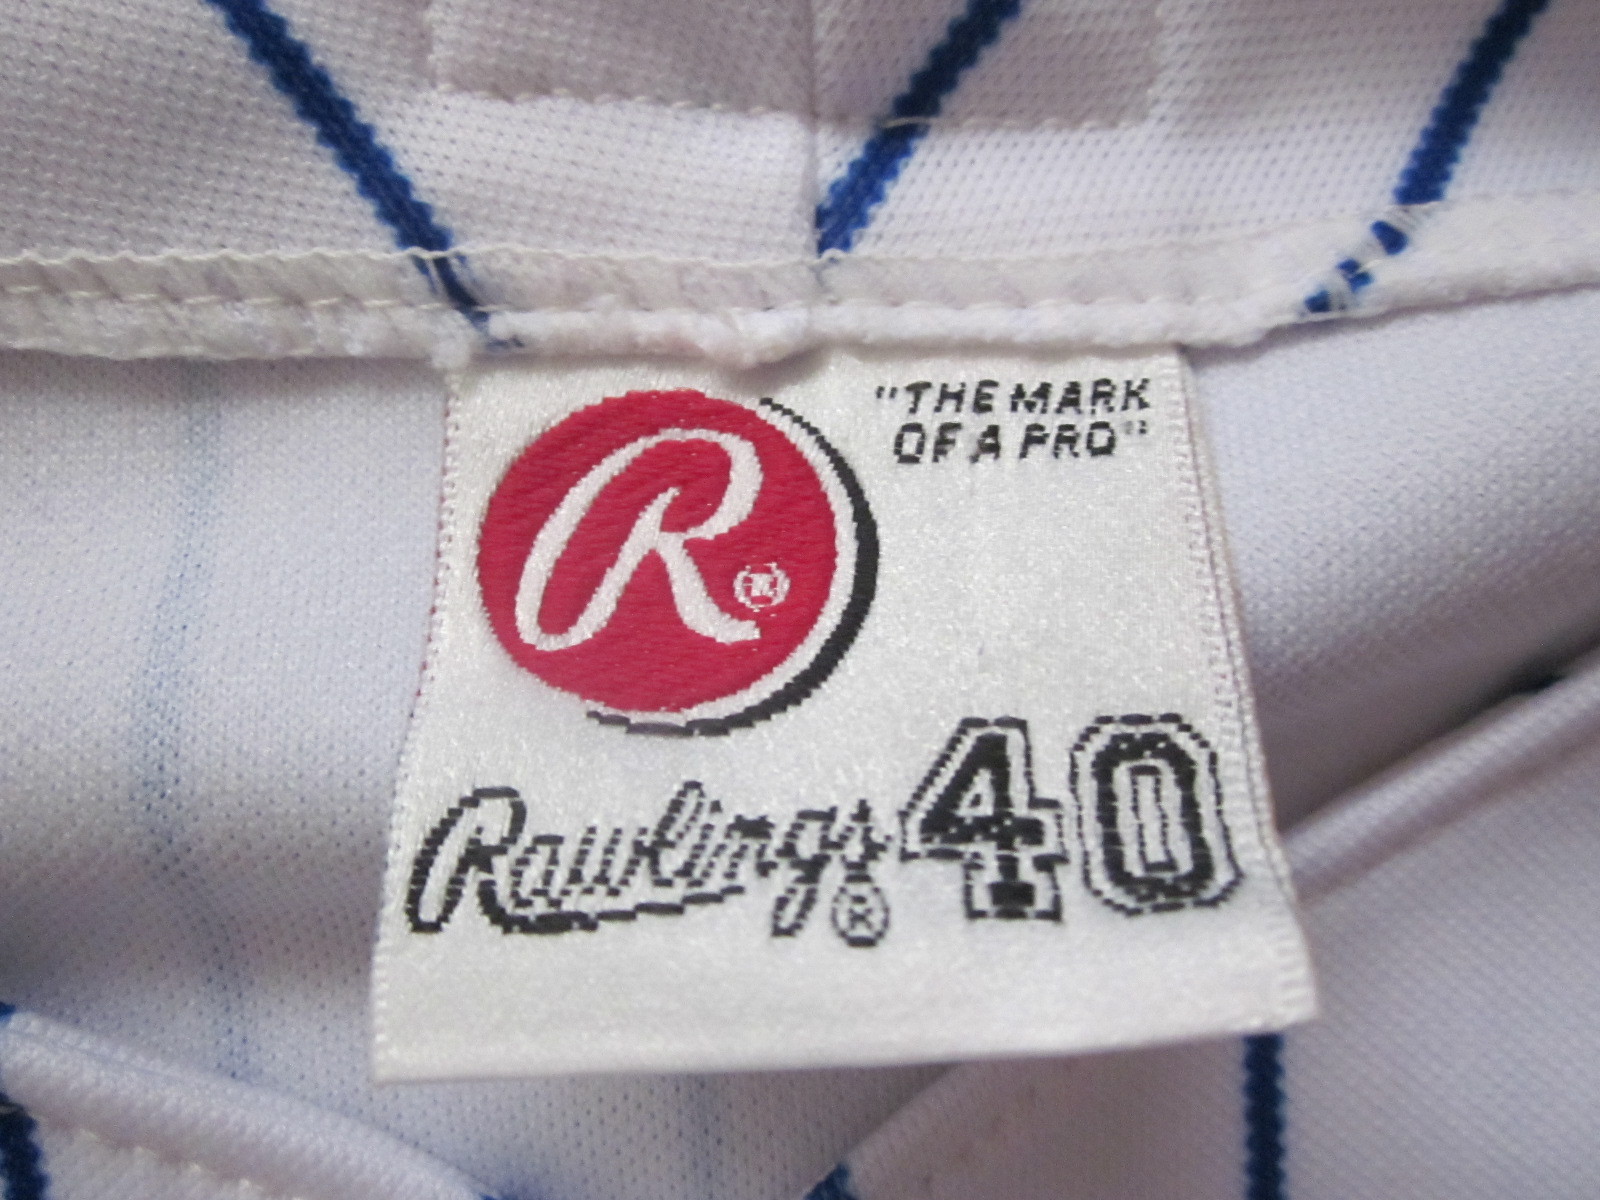 "THE MARK
OF A PRO"
R®
Rawlings® 40